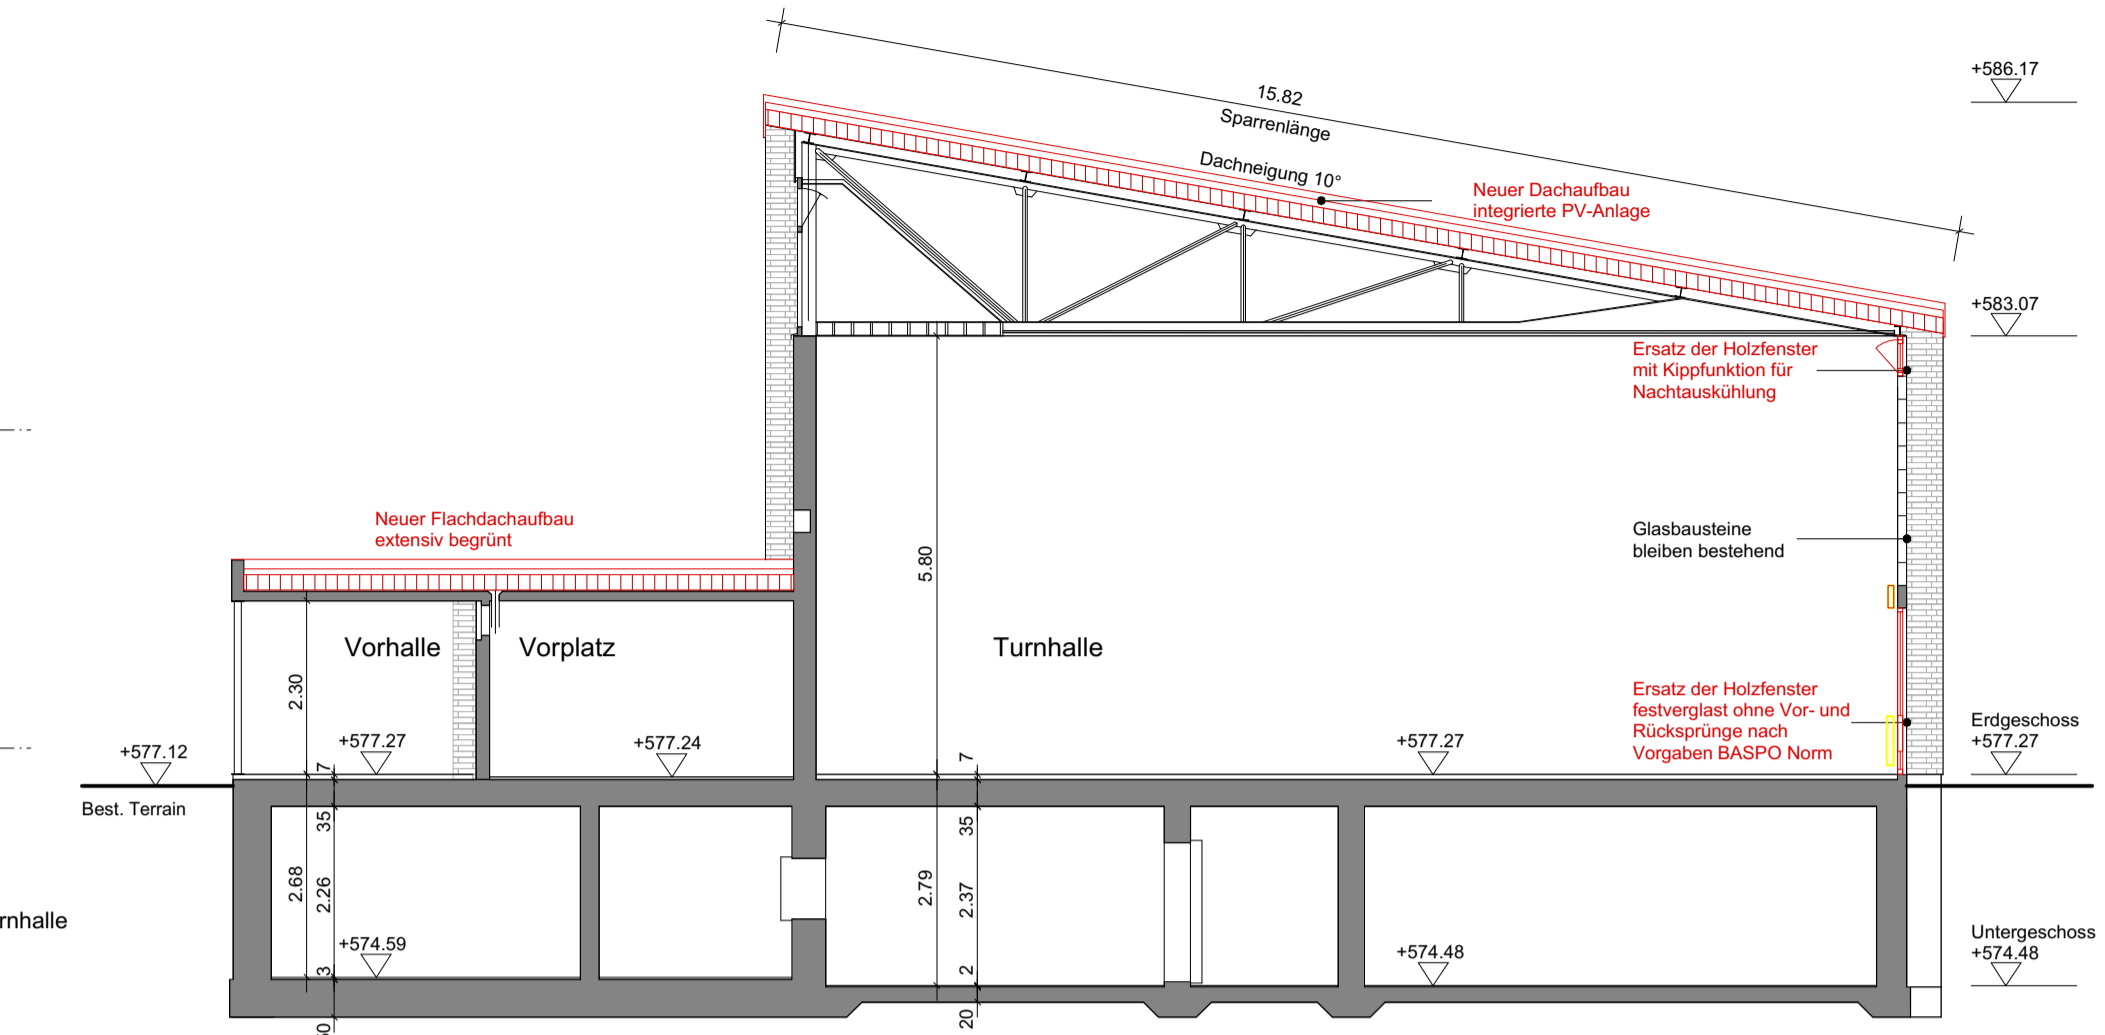 +586.17
15.82
Sparrenlänge
Dachneigung 10°
Neuer Dachaufbau
integrierte PV-Anlage
+583.07
Ersatz der Holzfenster
mit Kippfunktion für
Nachtauskühlung
Neuer Flachdachaufbau
extensiv begrünt
Glasbausteine
bleiben bestehend
5.80
Vorhalle
Vorplatz
Turnhalle
2.30
Ersatz der Holzfenster
festverglast ohne Vor- und
Rücksprünge nach
Vorgaben BASPO Norm
Erdgeschoss
+577.27
+577.12
+577.27
+577.24
+577.27
7
7
Best. Terrain
35
35
2.68
2.26
2.79
2.37
rnhalle
+574.59
+574.48
Untergeschoss
+574.48
3
2
20